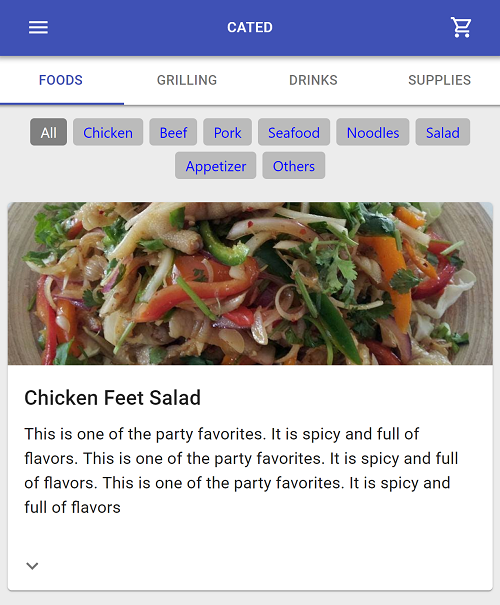 CATED
FOODS GRILLING DRINKS SUPPLIES
All Chicken Beef Pork Seafood Noodles Salad
Appetizer Others
Chicken Feet Salad
This is one of the party favorites. It is spicy and full of
flavors. This is one of the party favorites. It is spicy and full
of flavors. This is one of the party favorites. It is spicy and
full of flavors